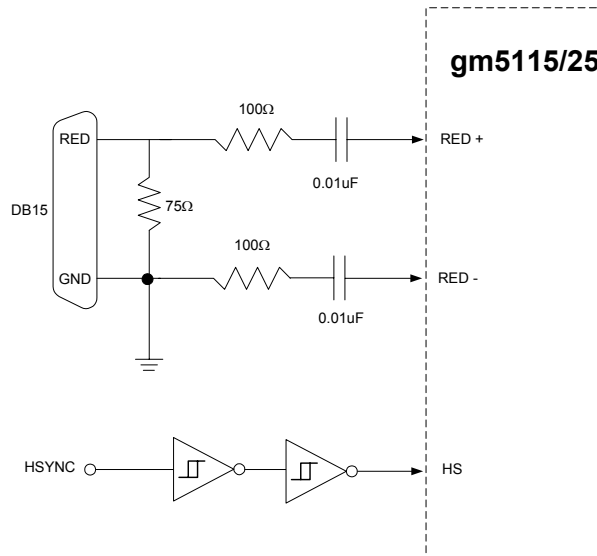 gm5115/25
100Ω
RED
RED +
0.01uF
75Ω
DB15
100Ω
GND
RED -
0.01uF
HSYNC
HS